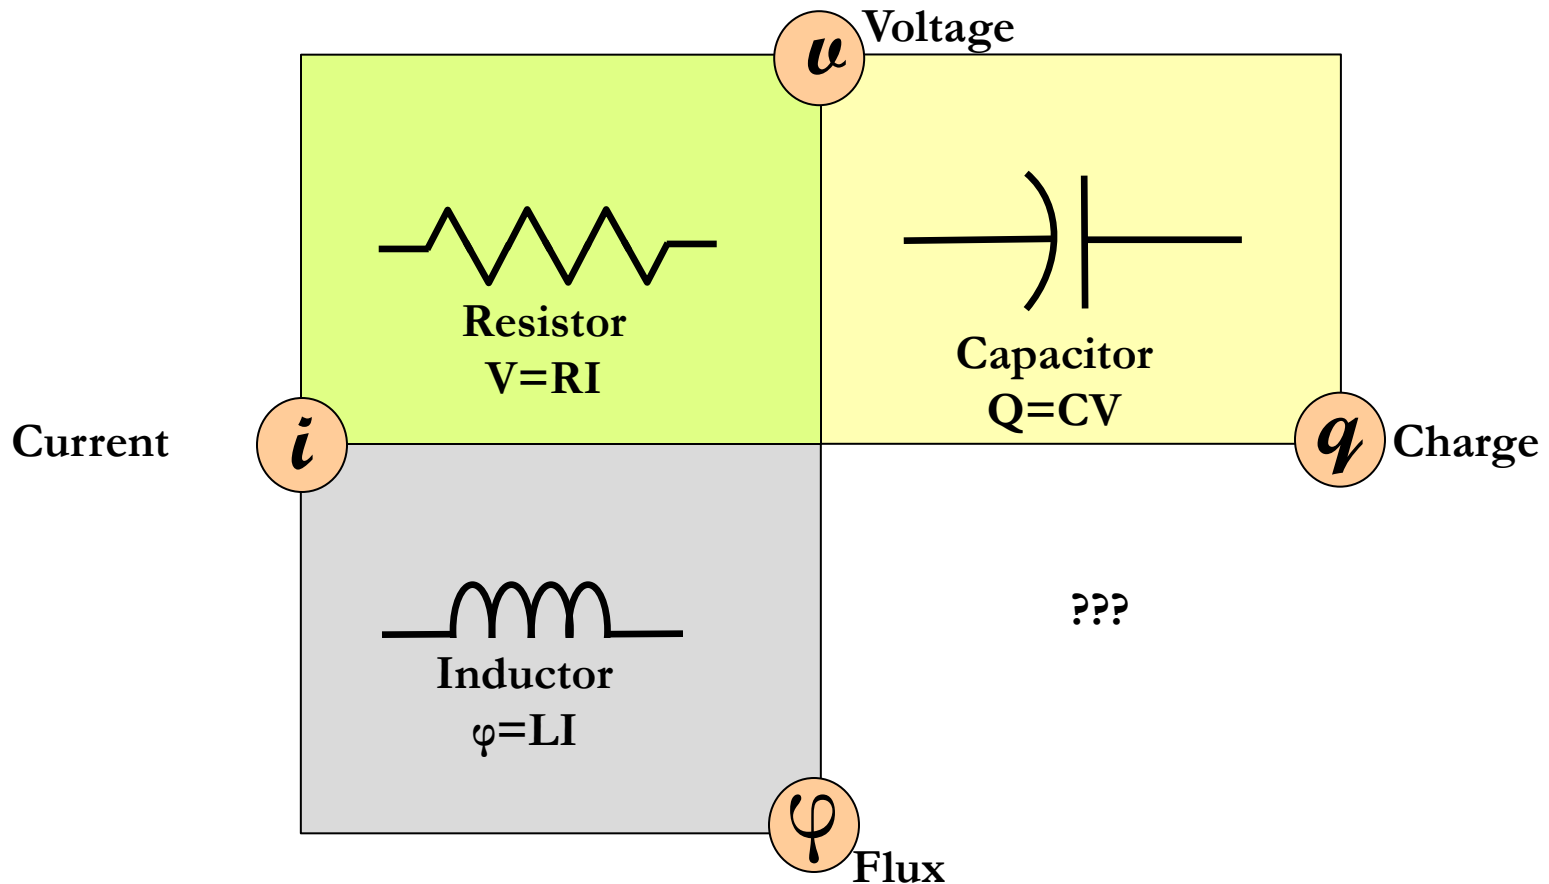 v Voltage
Resistor
V=RI
Capacitor
Q=CV
Current i
q Charge
???
Inductor
φ=LI
φ
Flux